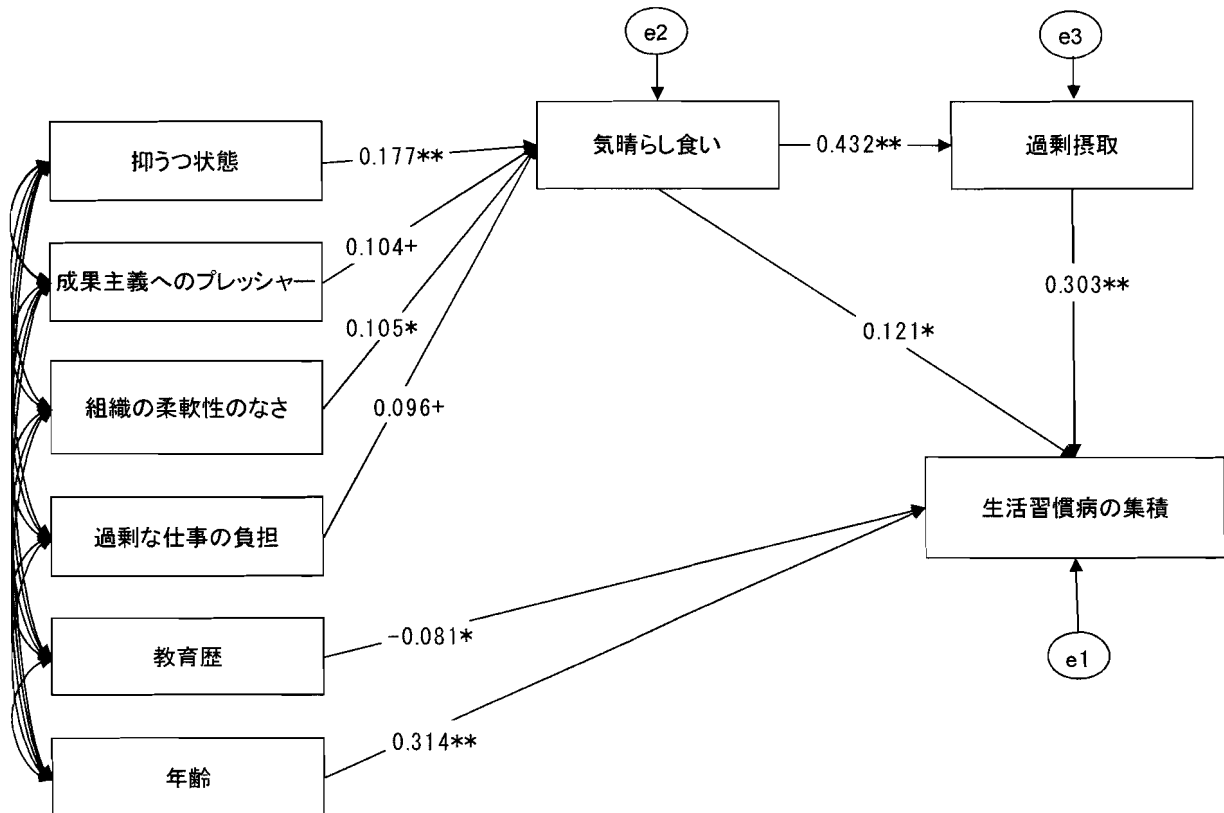 e2
e3
抑うつ状態
0.177**
気晴らし食い
0.432**
過剰摂取
成果主義へのプレッシャー
0.104+
0.105*
0.303**
0.121*
組織の柔軟性のなさ
0.096+
過剰な仕事の負担
生活習慣病の集積
教育歴
-0.081*
e1
年齢
0.314**